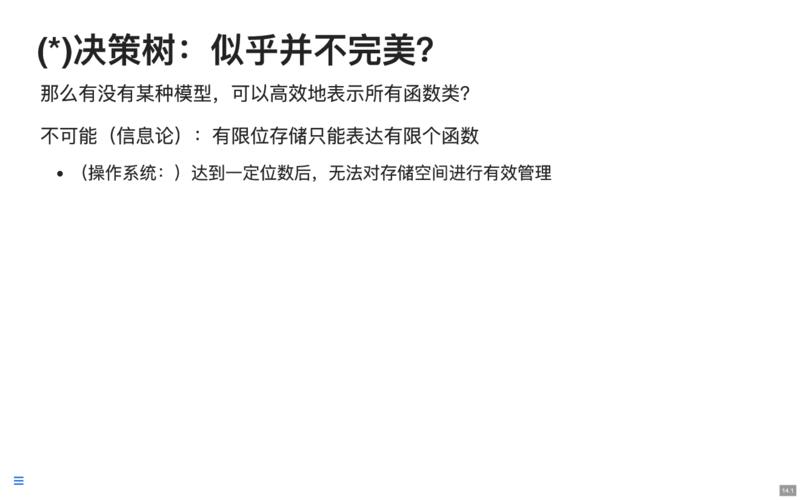 (*)决策树：似乎并不完美？
那么有没有某种模型，可以高效地表示所有函数类？
不可能（信息论）：有限位存储只能表达有限个函数
• （操作系统：）达到一定位数后，无法对存储空间进行有效管理
14.1